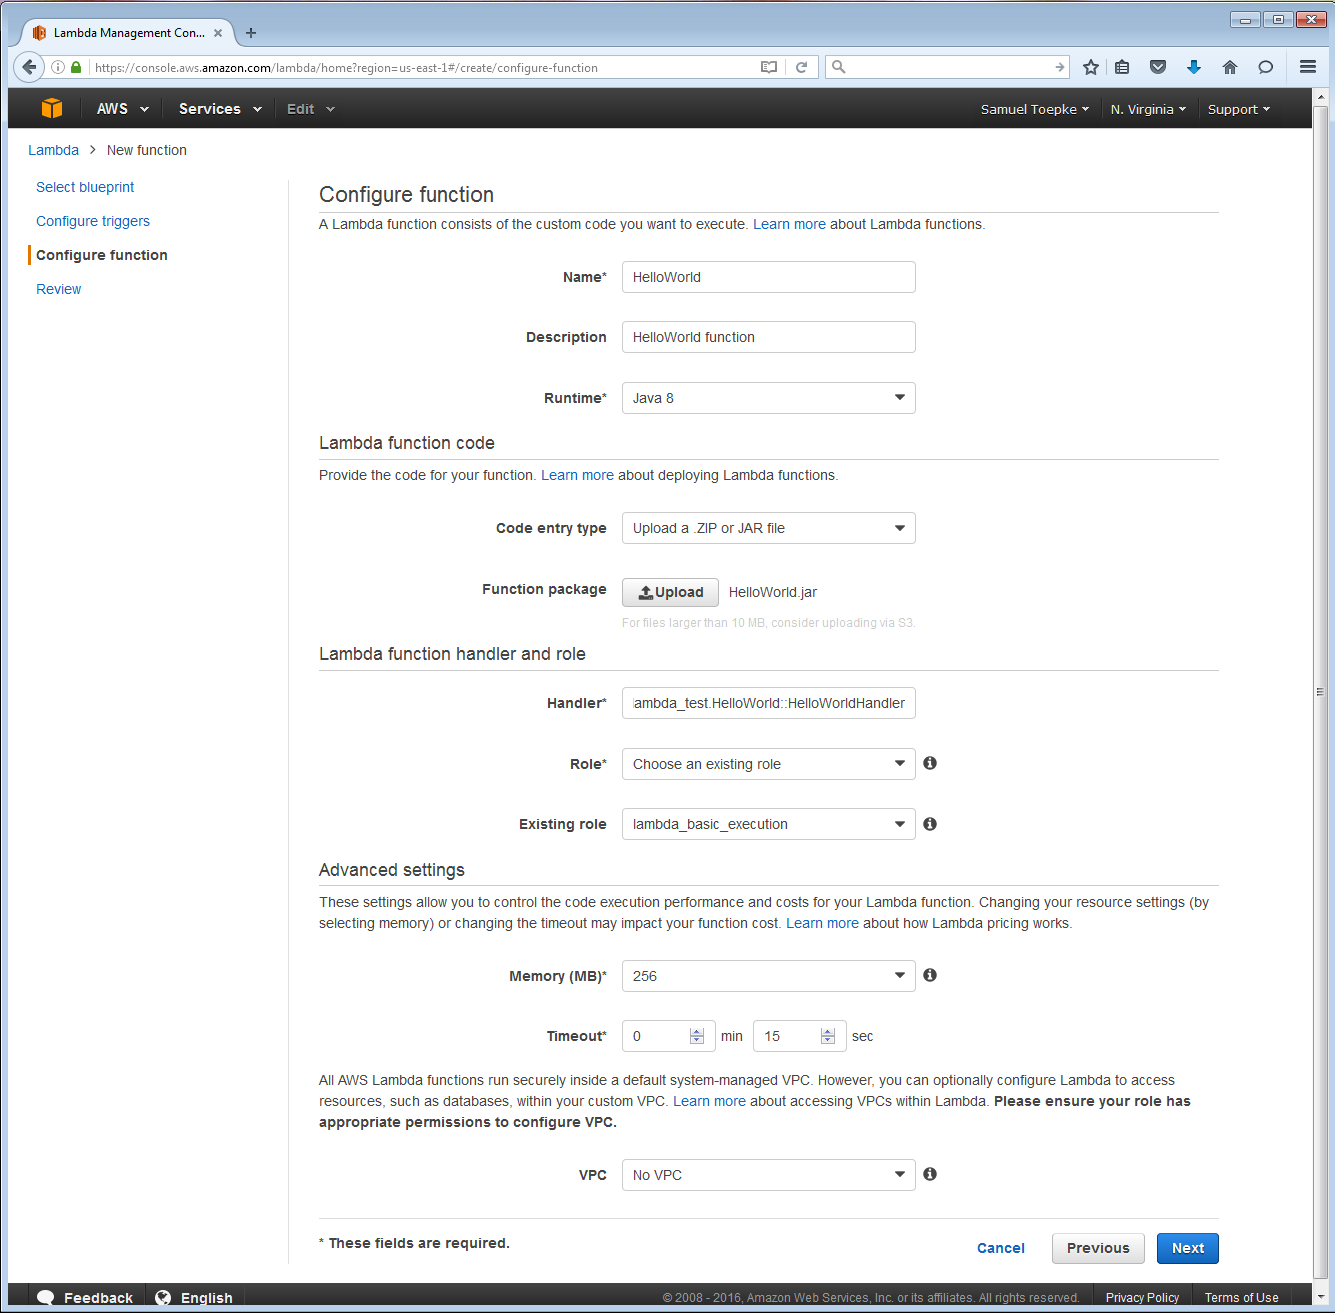 Lambda Management Con...
https://console.aws.amazon.com/lambda/home?region=us-east-1#/create/configure-function
AWS Services Edit Samuel Toepke N. Virginia Support
Lambda > New function
Select blueprint
Configure triggers
Configure function
Review
Configure function
A Lambda function consists of the custom code you want to execute. Learn more about Lambda functions.
Name* HelloWorld
Description HelloWorld function
Runtime* Java 8
Lambda function code
Provide the code for your function. Learn more about deploying Lambda functions.
Code entry type Upload a .ZIP or JAR file
Function package Upload HelloWorld.jar
For files larger than 10 MB, consider uploading via S3.
Lambda function handler and role
Handler* lambda_test.HelloWorld::HelloWorldHandler
Role* Choose an existing role
Existing role lambda_basic_execution
Advanced settings
These settings allow you to control the code execution performance and costs for your Lambda function. Changing your resource settings (by
selecting memory) or changing the timeout may impact your function cost. Learn more about how Lambda pricing works.
Memory (MB)* 256
Timeout* 0 min 15 sec
All AWS Lambda functions run securely inside a default system-managed VPC. However, you can optionally configure Lambda to access
resources, such as databases, within your custom VPC. Learn more about accessing VPCs within Lambda. Please ensure your role has
appropriate permissions to configure VPC.
VPC No VPC
* These fields are required.
Cancel Previous Next
Feedback English © 2008 - 2016, Amazon Web Services, Inc. or its affiliates. All rights reserved. Privacy Policy Terms of Use